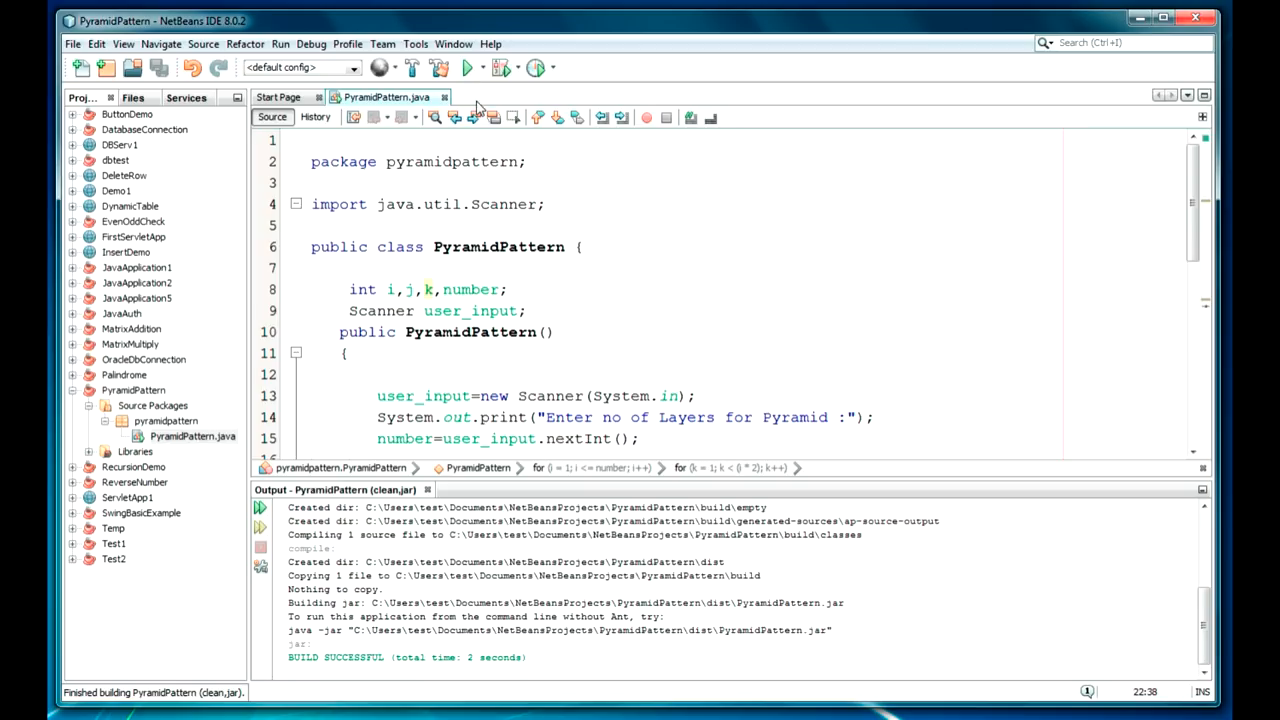 PyramidPattern - NetBeans IDE 8.0.2
File Edit View Navigate Source Refactor Run Debug Profile Team Tools Window Help
Search (Ctrl+I)
<default config>
Proj... Files Services
Start Page PyramidPattern.java
Source History
ButtonDemo
DatabaseConnection
DBServ1
dbtest
DeleteRow
Demo1
DynamicTable
EvenOddCheck
FirstServletApp
InsertDemo
JavaApplication1
JavaApplication2
JavaApplication5
JavaAuth
MatrixAddition
MatrixMultiply
OracleDbConnection
Palindrome
PyramidPattern
Source Packages
pyramidpattern
PyramidPattern.java
Libraries
RecursionDemo
ReverseNumber
ServletApp1
SwingBasicExample
Temp
Test1
Test2
1
2 package pyramidpattern;
3
4 import java.util.Scanner;
5
6 public class PyramidPattern {
7
8 int i,j,k,number;
9 Scanner user_input;
10 public PyramidPattern()
11 {
12
13 user_input=new Scanner(System.in);
14 System.out.print("Enter no of Layers for Pyramid :");
15 number=user_input.nextInt();
pyramidpattern.PyramidPattern PyramidPattern for (i = 1; i <= number; i++) for (k = 1; k < (i * 2); k++)
Output - PyramidPattern (clean,jar)
Created dir: C:\Users\test\Documents\NetBeansProjects\PyramidPattern\build\empty
Created dir: C:\Users\test\Documents\NetBeansProjects\PyramidPattern\build\generated-sources\ap-source-output
Compiling 1 source file to C:\Users\test\Documents\NetBeansProjects\PyramidPattern\build\classes
compile:
Created dir: C:\Users\test\Documents\NetBeansProjects\PyramidPattern\dist
Copying 1 file to C:\Users\test\Documents\NetBeansProjects\PyramidPattern\build
Nothing to copy.
Building jar: C:\Users\test\Documents\NetBeansProjects\PyramidPattern\dist\PyramidPattern.jar
To run this application from the command line without Ant, try:
java -jar "C:\Users\test\Documents\NetBeansProjects\PyramidPattern\dist\PyramidPattern.jar"
jar:
BUILD SUCCESSFUL (total time: 2 seconds)
Finished building PyramidPattern (clean,jar).
1 22:38 INS